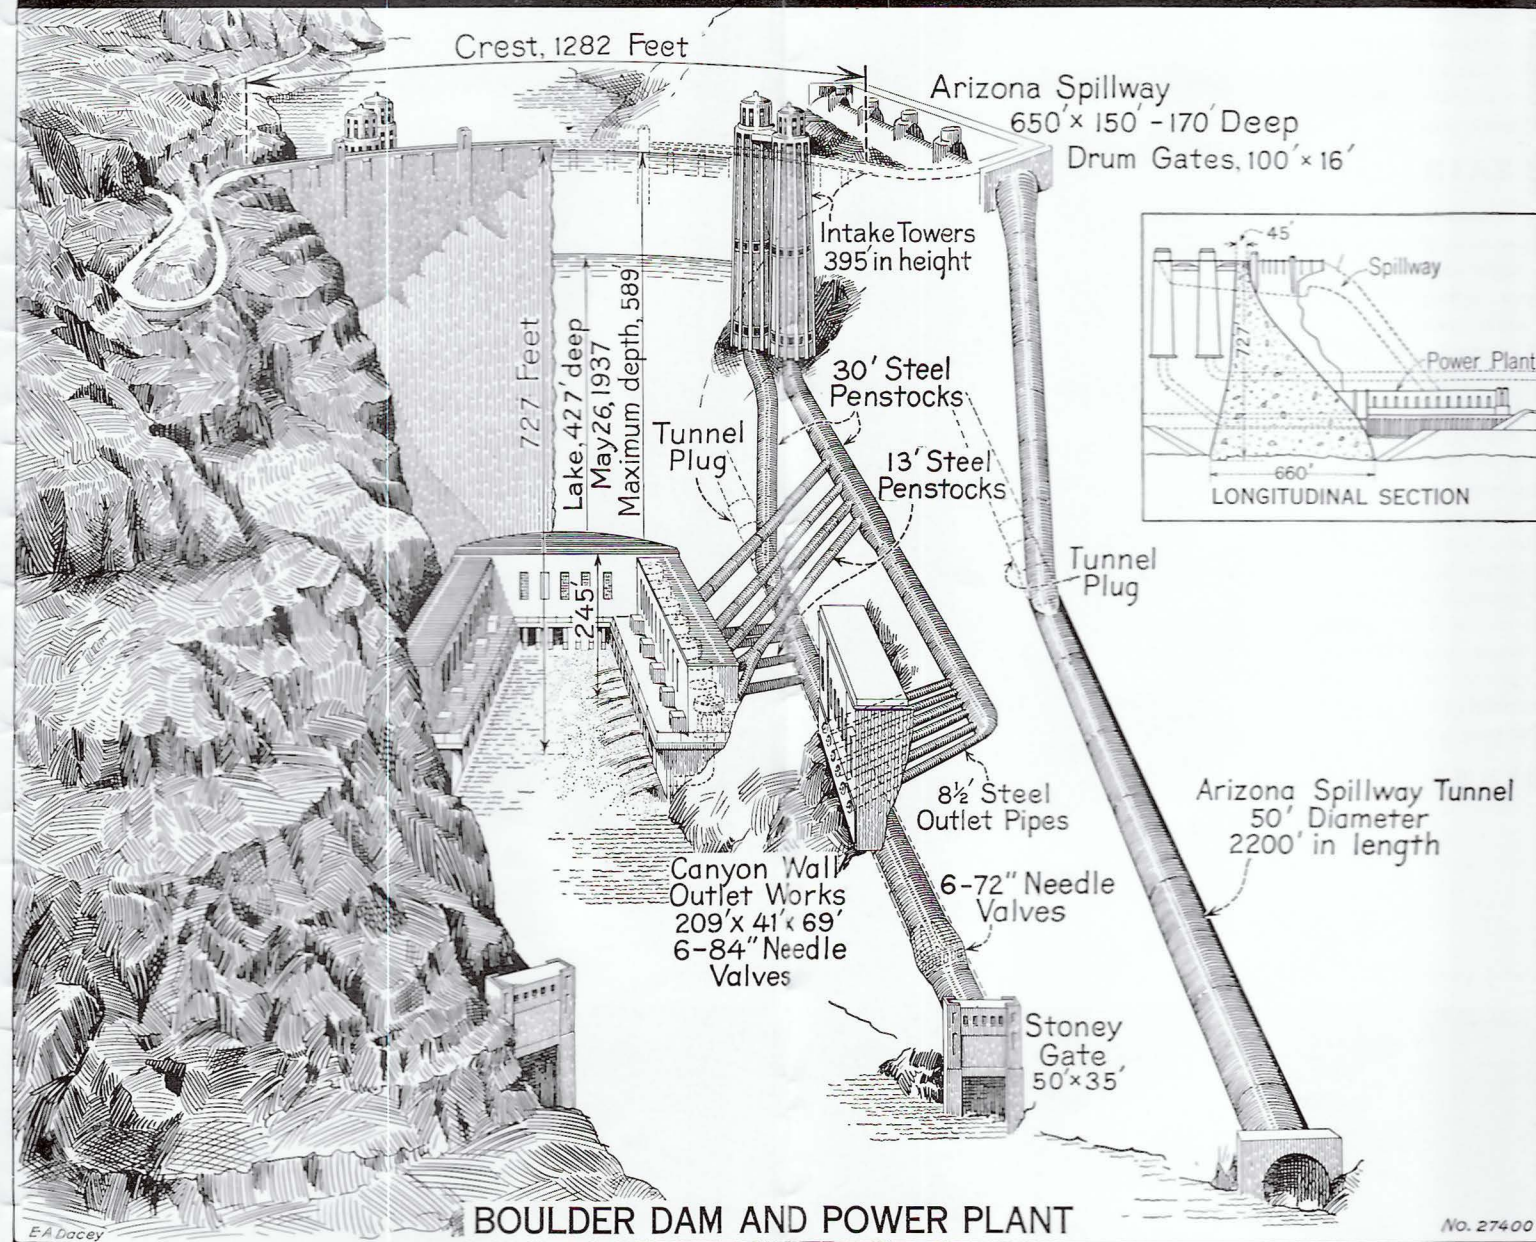 Crest, 1282 Feet
Arizona Spillway
650' x 150' - 170' Deep
Drum Gates, 100' x 16'
Intake Towers
395' in height
45'
Spillway
727'
Power Plant
660'
LONGITUDINAL SECTION
727 Feet
Lake, 427' deep
May 26, 1937
Maximum depth, 589'
30' Steel
Penstocks
Tunnel
Plug
13' Steel
Penstocks
Tunnel
Plug
245'
8½' Steel
Outlet Pipes
Arizona Spillway Tunnel
50' Diameter
2200' in length
Canyon Wall
Outlet Works
209' x 41' x 69'
6-84" Needle
Valves
6-72" Needle
Valves
Stoney
Gate
50' x 35'
BOULDER DAM AND POWER PLANT
E.A. Dacey
No. 27400